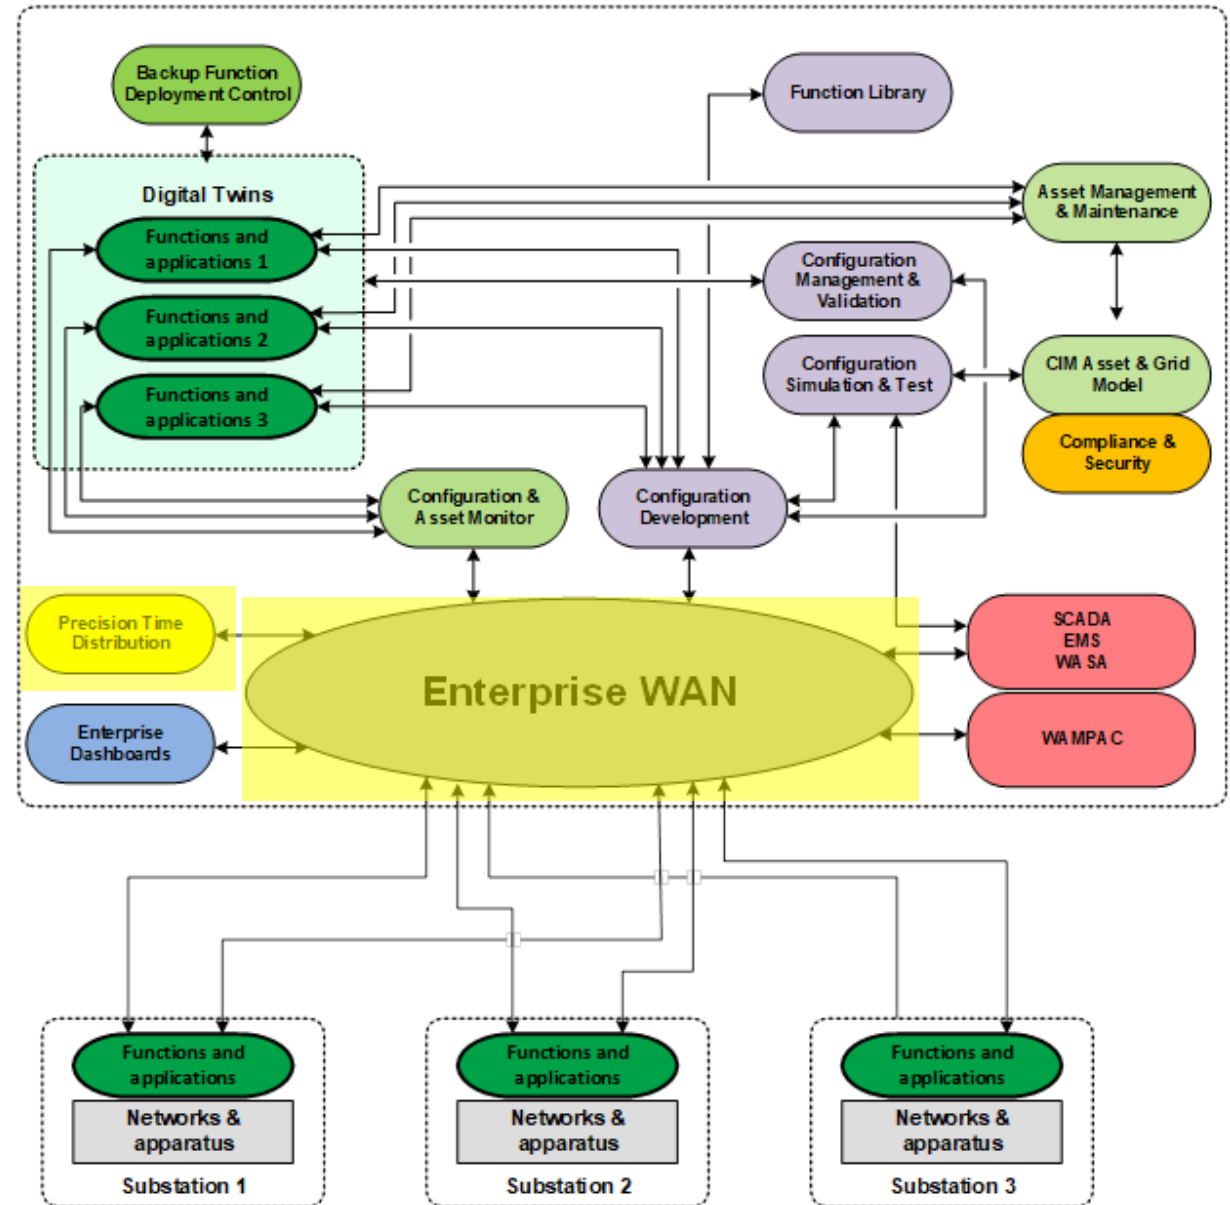 Backup Function
Deployment Control
Function Library
Digital Twins
Asset Management
& Maintenance
Functions and
applications 1
Configuration
Management &
Validation
Functions and
applications 2
Configuration
Simulation & Test
CIM Asset & Grid
Model
Functions and
applications 3
Compliance &
Security
Configuration &
Asset Monitor
Configuration
Development
Precision Time
Distribution
SCADA
EMS
WASA
Enterprise WAN
Enterprise
Dashboards
WAMPAC
Functions and
applications
Networks &
apparatus
Substation 1
Functions and
applications
Networks &
apparatus
Substation 2
Functions and
applications
Networks &
apparatus
Substation 3